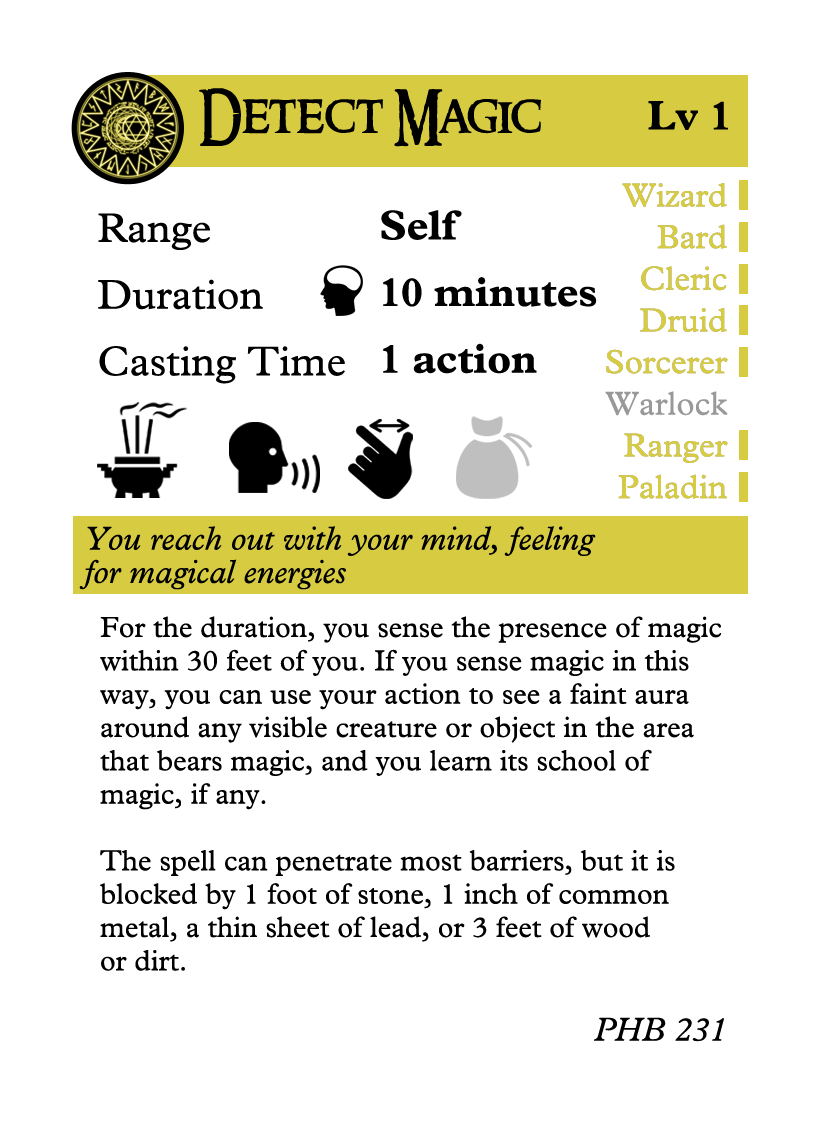 Detect Magic Lv 1
Wizard
Range Self
Bard
Cleric
Duration 10 minutes
Druid
Casting Time 1 action
Sorcerer
Warlock
Ranger
Paladin
You reach out with your mind, feeling
for magical energies
For the duration, you sense the presence of magic
within 30 feet of you. If you sense magic in this
way, you can use your action to see a faint aura
around any visible creature or object in the area
that bears magic, and you learn its school of
magic, if any.
The spell can penetrate most barriers, but it is
blocked by 1 foot of stone, 1 inch of common
metal, a thin sheet of lead, or 3 feet of wood
or dirt.
PHB 231